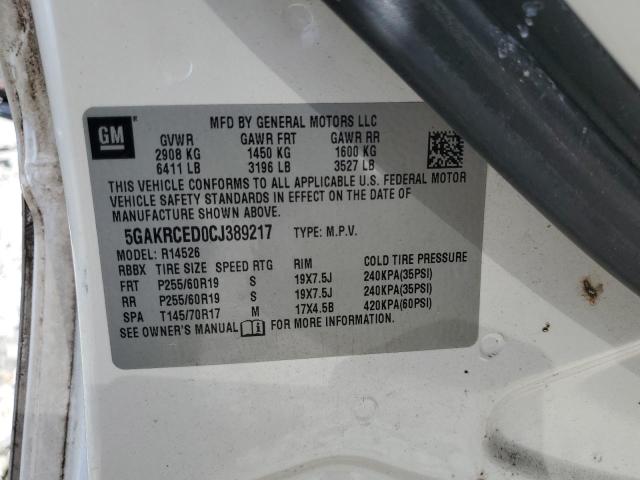 GM
MFD BY GENERAL MOTORS LLC
GVWR GAWR FRT GAWR RR
2908 KG 1450 KG 1600 KG
6411 LB 3196 LB 3527 LB
THIS VEHICLE CONFORMS TO ALL APPLICABLE U.S. FEDERAL MOTOR
VEHICLE SAFETY STANDARDS IN EFFECT ON THE DATE OF
MANUFACTURE SHOWN ABOVE.
5GAKRCED0CJ389217 TYPE: M.P.V.
MODEL: R14526
RBBX TIRE SIZE SPEED RTG RIM COLD TIRE PRESSURE
FRT P255/60R19 S 19X7.5J 240KPA(35PSI)
RR P255/60R19 S 19X7.5J 240KPA(35PSI)
SPA T145/70R17 M 17X4.5B 420KPA(60PSI)
SEE OWNER'S MANUAL FOR MORE INFORMATION.